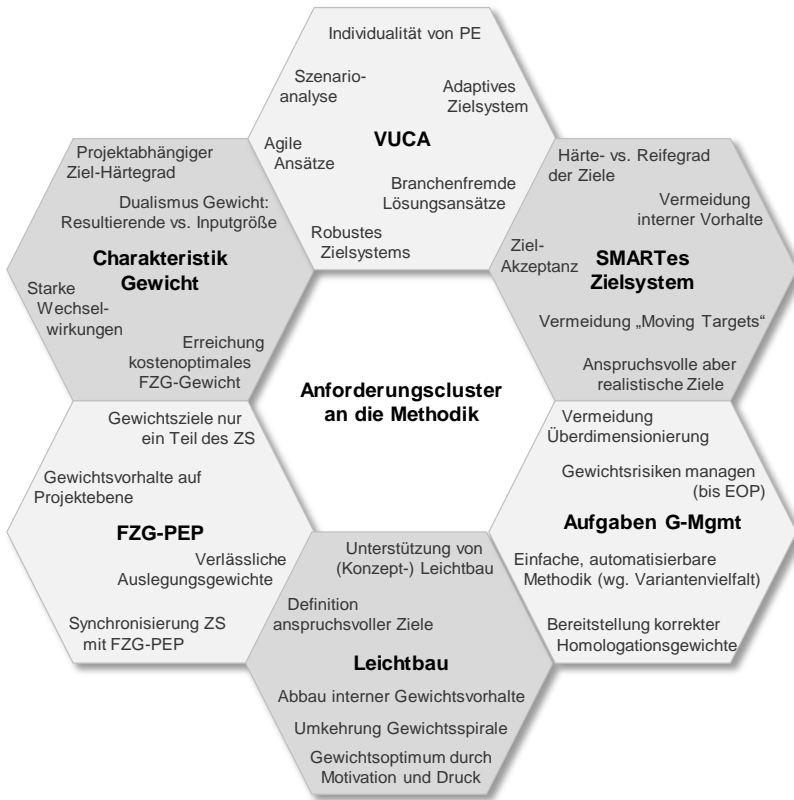 Individualität von PE
Szenario-
analyse
Adaptives
Zielsystem
VUCA
Agile
Ansätze
Branchenfremde
Lösungsansätze
Robustes
Zielsystems
Projektabhängiger
Ziel-Härtegrad
Dualismus Gewicht:
Resultierende vs. Inputgröße
Charakteristik
Gewicht
Starke
Wechsel-
wirkungen
Erreichung
kostenoptimales
FZG-Gewicht
Härte- vs. Reifegrad
der Ziele
Vermeidung
interner Vorhalte
Ziel-
Akzeptanz
SMARTes
Zielsystem
Vermeidung „Moving Targets“
Anspruchsvolle aber
realistische Ziele
Anforderungscluster
an die Methodik
Gewichtsziele nur
ein Teil des ZS
Gewichtsvorhalte auf
Projektebene
FZG-PEP
Verlässliche
Auslegungsgewichte
Synchronisierung ZS
mit FZG-PEP
Vermeidung
Überdimensionierung
Gewichtsrisiken managen
(bis EOP)
Aufgaben G-Mgmt
Einfache, automatisierbare
Methodik (wg. Variantenvielfalt)
Bereitstellung korrekter
Homologationsgewichte
Unterstützung von
(Konzept-) Leichtbau
Definition
anspruchsvoller Ziele
Leichtbau
Abbau interner Gewichtsvorhalte
Umkehrung Gewichtsspirale
Gewichtsoptimum durch
Motivation und Druck